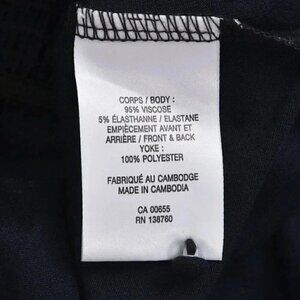 CORPS / BODY :
95% VISCOSE
5% ÉLASTHANNE / ELASTANE
EMPIÈCEMENT AVANT ET
ARRIÈRE / FRONT & BACK
YOKE :
100% POLYESTER
FABRIQUÉ AU CAMBODGE
MADE IN CAMBODIA
CA 00655
RN 138760